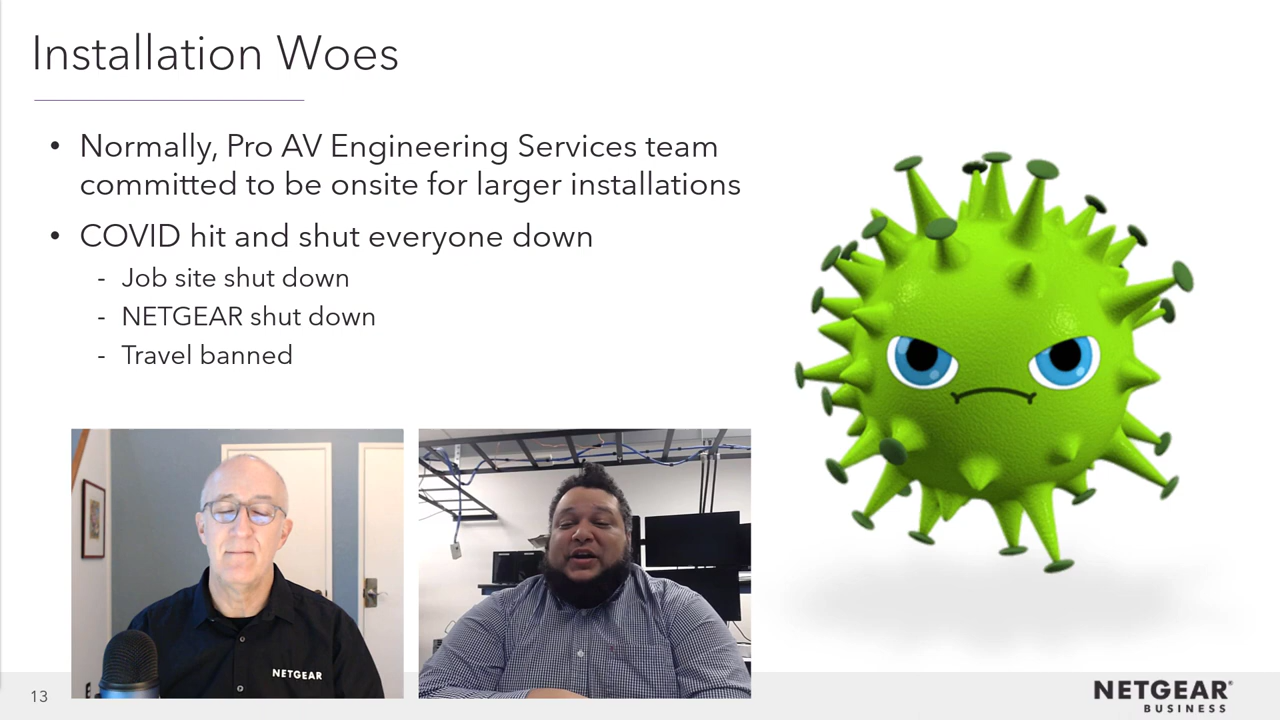 Installation Woes
• Normally, Pro AV Engineering Services team
committed to be onsite for larger installations
• COVID hit and shut everyone down
- Job site shut down
- NETGEAR shut down
- Travel banned
NETGEAR
13
NETGEAR®
BUSINESS